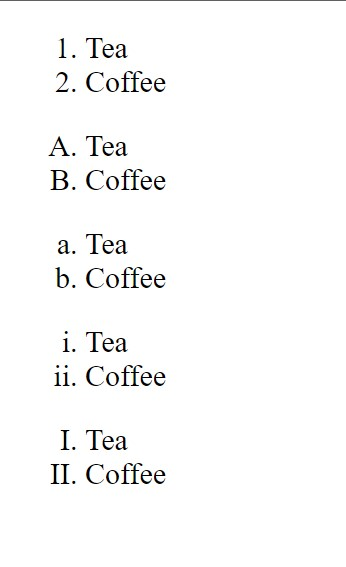 1. Tea
2. Coffee
A. Tea
B. Coffee
a. Tea
b. Coffee
i. Tea
ii. Coffee
I. Tea
II. Coffee